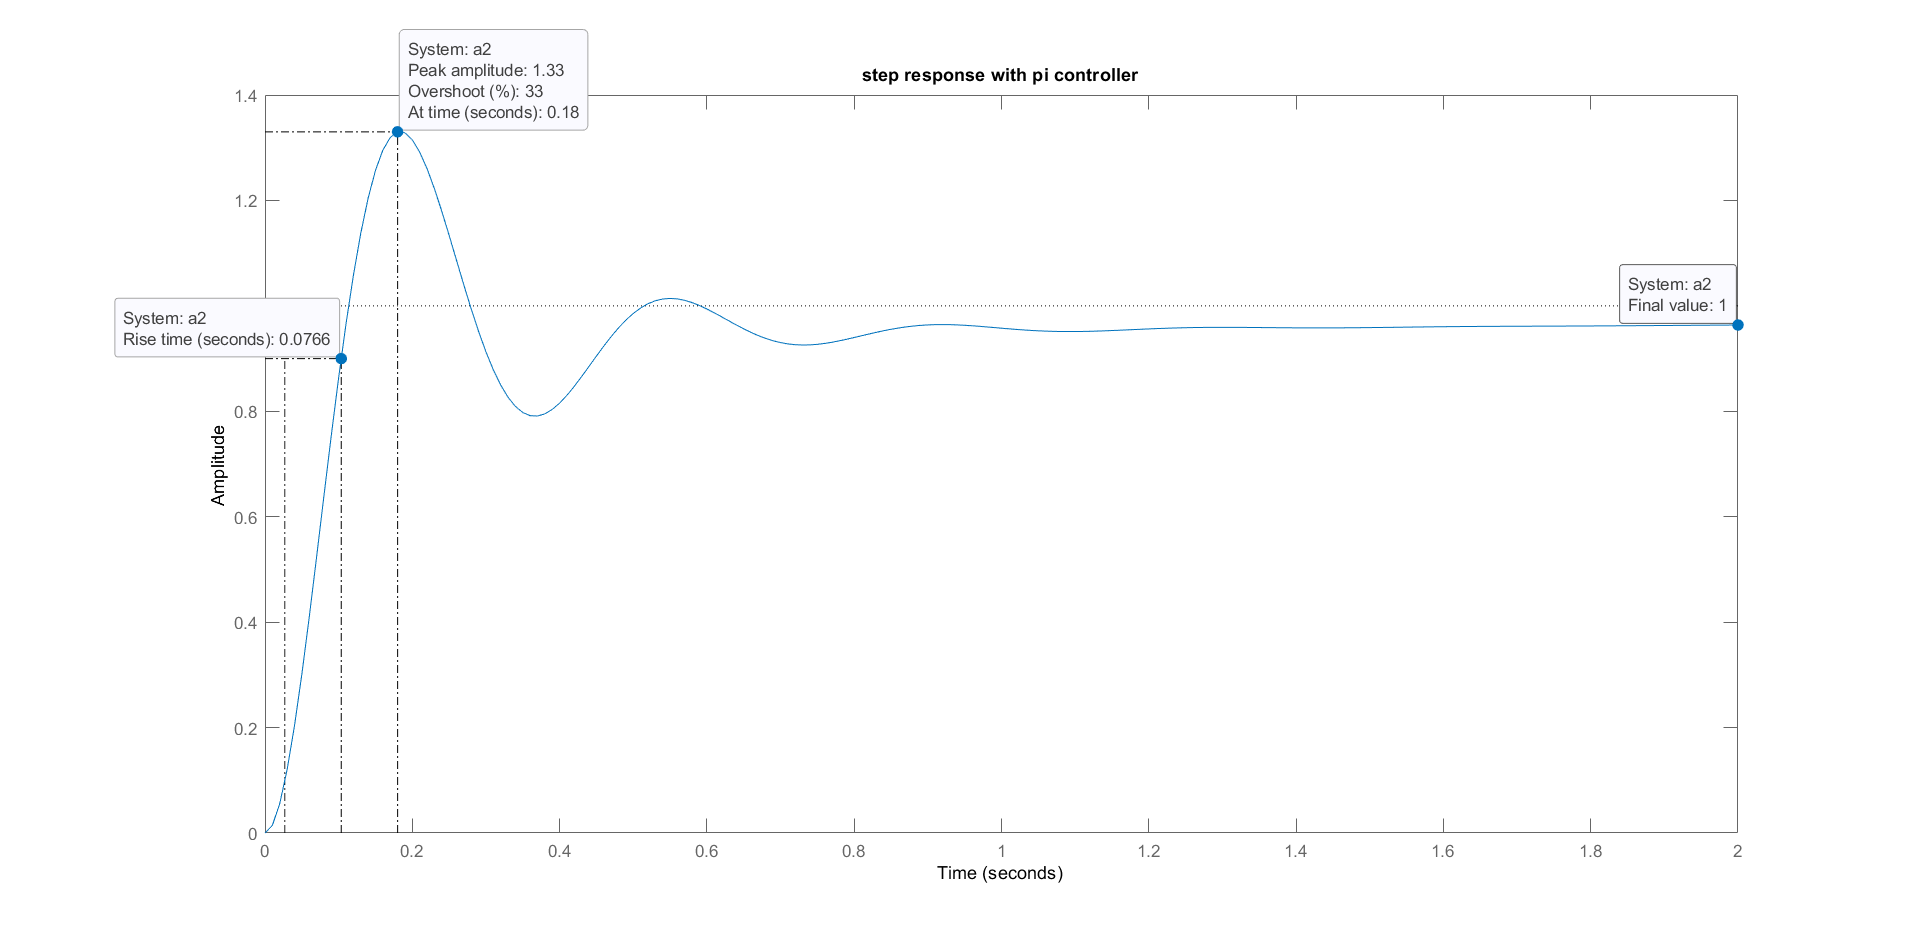 System: a2
Peak amplitude: 1.33
Overshoot (%): 33
At time (seconds): 0.18
step response with pi controller
1.4
1.2
System: a2
Final value: 1
System: a2
Rise time (seconds): 0.0766
0.8
Amplitude
0.6
0.4
0.2
0
0 0.2 0.4 0.6 0.8 1 1.2 1.4 1.6 1.8 2
Time (seconds)